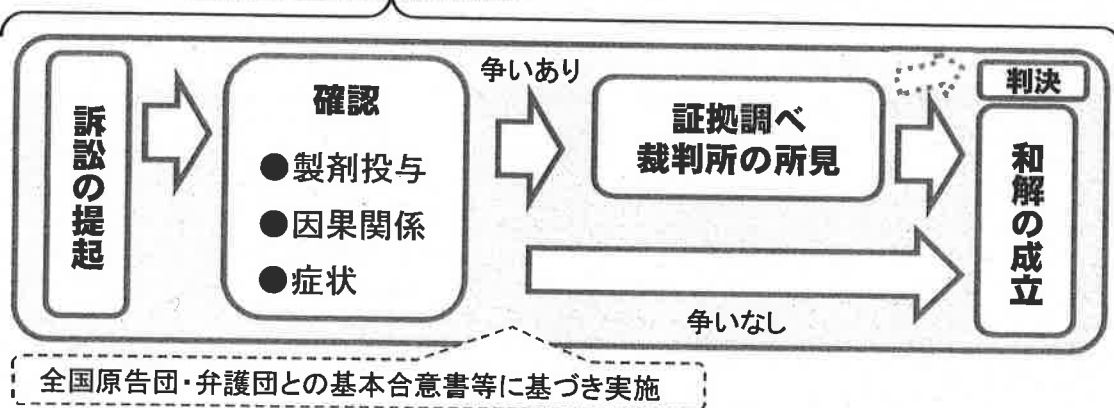 訴訟の提起
確認
●製剤投与
●因果関係
●症状
争いあり
証拠調べ
裁判所の所見
争いなし
判決
和解の成立
全国原告団・弁護団との基本合意書等に基づき実施